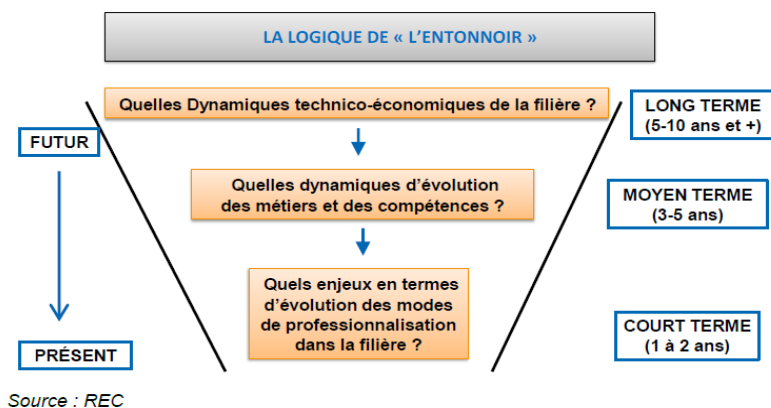 LA LOGIQUE DE « L'ENTONNOIR »
Quelles Dynamiques technico-économiques de la filière ?
LONG TERME
(5-10 ans et +)
FUTUR
Quelles dynamiques d'évolution
des métiers et des compétences ?
MOYEN TERME
(3-5 ans)
Quels enjeux en termes
d'évolution des modes
de professionnalisation
dans la filière ?
PRÉSENT
COURT TERME
(1 à 2 ans)
Source : REC